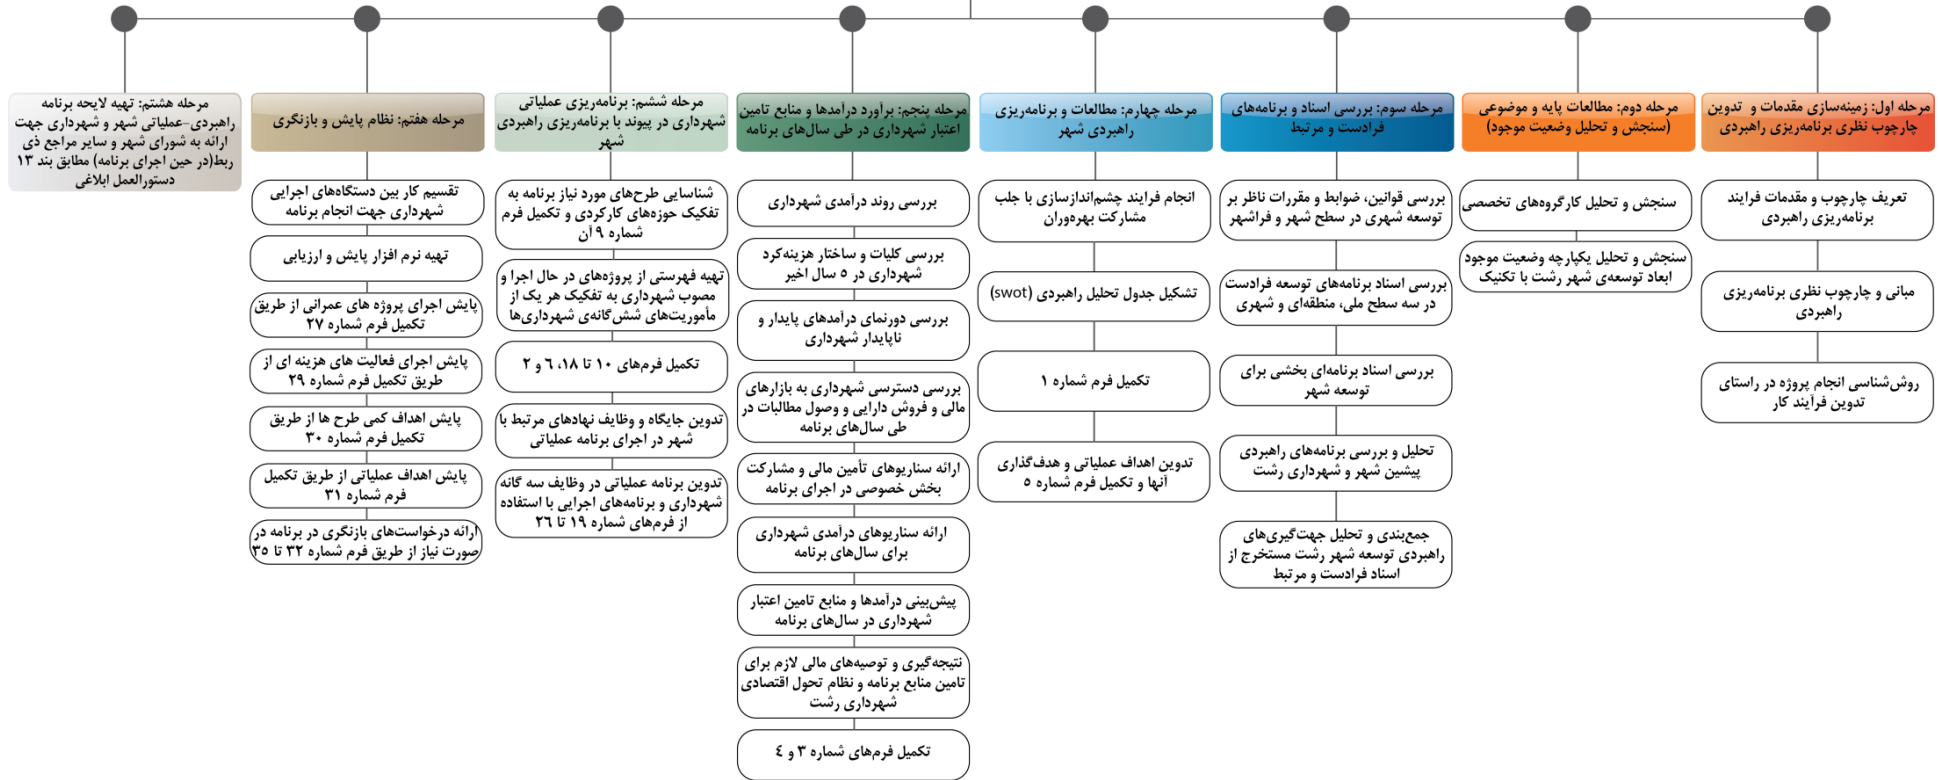 مرحله اول: زمینه‌سازی مقدمات و تدوین
چارچوب نظری برنامه‌ریزی راهبردی
تعریف چارچوب و مقدمات فرایند
برنامه‌ریزی راهبردی
مبانی و چارچوب نظری برنامه‌ریزی
راهبردی
روش‌شناسی انجام پروژه در راستای
تدوین فرآیند کار
مرحله دوم: مطالعات پایه و موضوعی
(سنجش و تحلیل وضعیت موجود)
سنجش و تحلیل کارگروه‌های تخصصی
سنجش و تحلیل یکپارچه وضعیت موجود
ابعاد توسعه‌ی شهر رشت با تکنیک
مرحله سوم: بررسی اسناد و برنامه‌های
فرادست و مرتبط
بررسی قوانین، ضوابط و مقررات ناظر بر
توسعه شهری در سطح شهر و فراشهر
بررسی اسناد برنامه‌های توسعه فرادست
در سه سطح ملی، منطقه‌ای و شهری
بررسی اسناد برنامه‌ای بخشی برای
توسعه شهر
تحلیل و بررسی برنامه‌های راهبردی
پیشین شهر و شهرداری رشت
جمع‌بندی و تحلیل جهت‌گیری‌های
راهبردی توسعه شهر رشت مستخرج از
اسناد فرادست و مرتبط
مرحله چهارم: مطالعات و برنامه‌ریزی
راهبردی شهر
انجام فرایند چشم‌اندازسازی با جلب
مشارکت بهره‌وران
تشکیل جدول تحلیل راهبردی (swot)
تکمیل فرم شماره ۱
تدوین اهداف عملیاتی و هدف‌گذاری
آنها و تکمیل فرم شماره ۵
مرحله پنجم: برآورد درآمدها و منابع تامین
اعتبار شهرداری در طی سال‌های برنامه
بررسی روند درآمدی شهرداری
بررسی کلیات و ساختار هزینه‌کرد
شهرداری در ۵ سال اخیر
بررسی دورنمای درآمدهای پایدار و
ناپایدار شهرداری
بررسی دسترسی شهرداری به بازارهای
مالی و فروش دارایی و وصول مطالبات در
طی سال‌های برنامه
ارائه سناریوهای تأمین مالی و مشارکت
بخش خصوصی در اجرای برنامه
ارائه سناریوهای درآمدی شهرداری
برای سال‌های برنامه
پیش‌بینی درآمدها و منابع تامین اعتبار
شهرداری در سال‌های برنامه
نتیجه‌گیری و توصیه‌های مالی لازم برای
تامین منابع برنامه و نظام تحول اقتصادی
شهرداری رشت
تکمیل فرم‌های شماره ۳ و ۴
مرحله ششم: برنامه‌ریزی عملیاتی
شهرداری در پیوند با برنامه‌ریزی راهبردی
شهر
شناسایی طرح‌های مورد نیاز برنامه به
تفکیک حوزه‌های کارکردی و تکمیل فرم
شماره ۹ آن
تهیه فهرستی از پروژه‌های در حال اجرا و
مصوب شهرداری به تفکیک هر یک از
مأموریت‌های شش‌گانه‌ی شهرداری‌ها
تکمیل فرم‌های ۱۰ تا ۱۸، ۶ و ۲
تدوین جایگاه و وظایف نهادهای مرتبط با
شهر در اجرای برنامه عملیاتی
تدوین برنامه عملیاتی در وظایف سه گانه
شهرداری و برنامه‌های اجرایی با استفاده
از فرم‌های شماره ۱۹ تا ۲۶
مرحله هفتم: نظام پایش و بازنگری
تقسیم کار بین دستگاه‌های اجرایی
شهرداری جهت انجام برنامه
تهیه نرم افزار پایش و ارزیابی
پایش اجرای پروژه های عمرانی از طریق
تکمیل فرم شماره ۲۷
پایش اجرای فعالیت های هزینه ای از
طریق تکمیل فرم شماره ۲۹
پایش اهداف کمی طرح ها از طریق
تکمیل فرم شماره ۳۰
پایش اهداف عملیاتی از طریق تکمیل
فرم شماره ۳۱
ارائه درخواست‌های بازنگری در برنامه در
صورت نیاز از طریق فرم شماره ۳۲ تا ۳۵
مرحله هشتم: تهیه لایحه برنامه
راهبردی-عملیاتی شهر و شهرداری جهت
ارائه به شورای شهر و سایر مراجع ذی
ربط(در حین اجرای برنامه) مطابق بند ۱۳
دستورالعمل ابلاغی